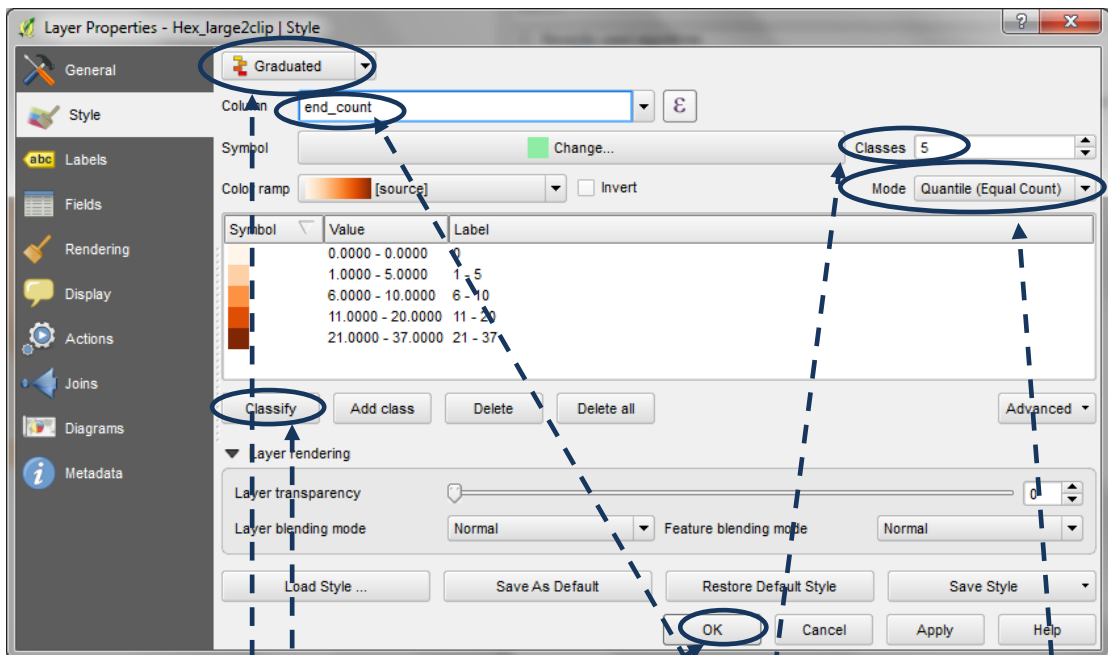 Layer Properties - Hex_large2clip | Style
General
Style
abc Labels
Fields
Rendering
Display
Actions
Joins
Diagrams
Metadata
Graduated
Column end_count ε
Symbol Change... Classes 5
Color ramp [source] Invert Mode Quantile (Equal Count)
Symbol Value Label
0.0000 - 0.0000 0
1.0000 - 5.0000 1 - 5
6.0000 - 10.0000 6 - 10
11.0000 - 20.0000 11 - 20
21.0000 - 37.0000 21 - 37
Classify Add class Delete Delete all Advanced
Layer rendering
Layer transparency 0
Layer blending mode Normal Feature blending mode Normal
Load Style ... Save As Default Restore Default Style Save Style
OK Cancel Apply Help